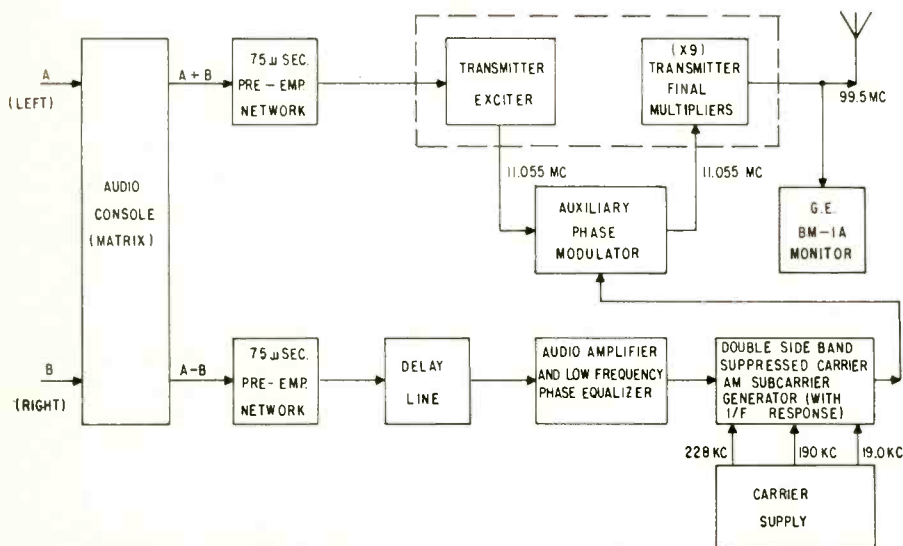 A
(LEFT)
AUDIO
CONSOLE
(MATRIX)
B
(RIGHT)
A + B
75 µ SEC.
PRE - EMP.
NETWORK
TRANSMITTER
EXCITER
(X9)
TRANSMITTER
FINAL
MULTIPLIERS
99.5 MC
11.055 MC
11.055 MC
AUXILIARY
PHASE
MODULATOR
G.E.
BM-1A
MONITOR
A-B
75 µ SEC.
PRE - EMP.
NETWORK
DELAY
LINE
AUDIO AMPLIFIER
AND LOW FREQUENCY
PHASE EQUALIZER
DOUBLE SIDE BAND
SUPPRESSED CARRIER
AM SUBCARRIER
GENERATOR (WITH
1/F RESPONSE)
228 KC
190 KC
19.0 KC
CARRIER
SUPPLY